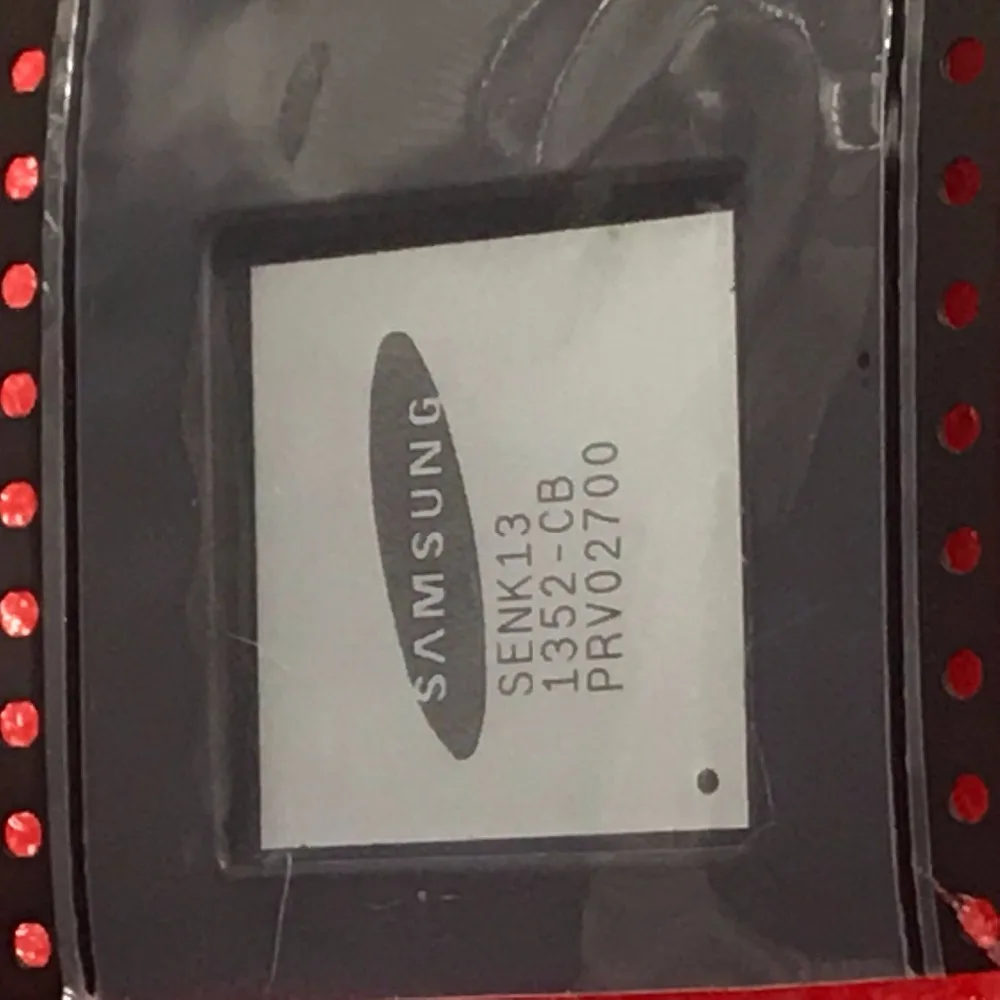 SAMSUNG
SENK13
1352-CB
PRV02700